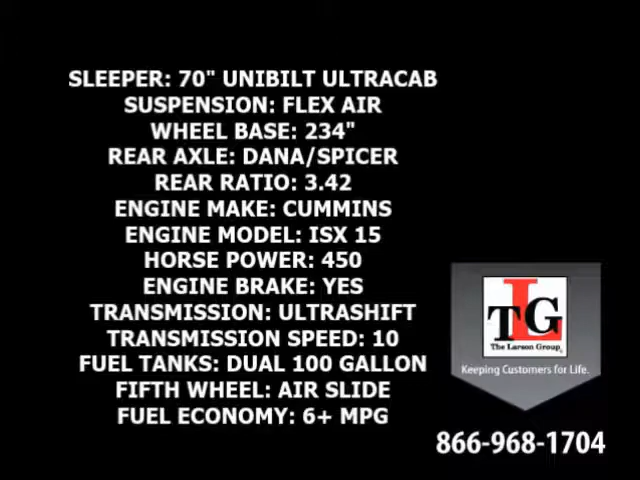 SLEEPER: 70" UNIBILT ULTRACAB
SUSPENSION: FLEX AIR
WHEEL BASE: 234"
REAR AXLE: DANA/SPICER
REAR RATIO: 3.42
ENGINE MAKE: CUMMINS
ENGINE MODEL: ISX 15
HORSE POWER: 450
ENGINE BRAKE: YES
TRANSMISSION: ULTRASHIFT
TRANSMISSION SPEED: 10
FUEL TANKS: DUAL 100 GALLON
FIFTH WHEEL: AIR SLIDE
FUEL ECONOMY: 6+ MPG
TLG
The Larson Group
Keeping Customers for Life.
866-968-1704